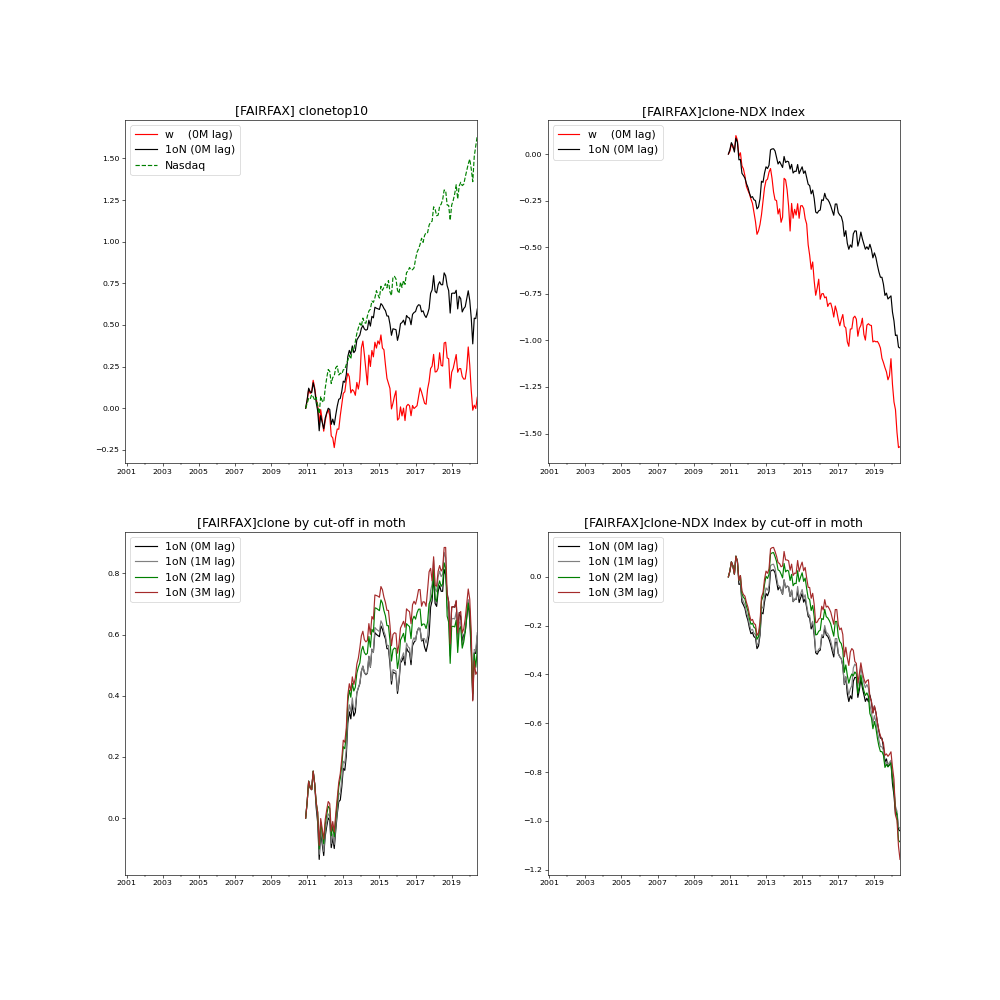 [FAIRFAX] clonetop10
w    (0M lag)
1oN (0M lag)
Nasdaq
1.50
1.25
1.00
0.75
0.50
0.25
0.00
−0.25
2001 2003 2005 2007 2009 2011 2013 2015 2017 2019
[FAIRFAX]clone-NDX Index
w    (0M lag)
1oN (0M lag)
0.00
−0.25
−0.50
−0.75
−1.00
−1.25
−1.50
2001 2003 2005 2007 2009 2011 2013 2015 2017 2019
[FAIRFAX]clone by cut-off in moth
1oN (0M lag)
1oN (1M lag)
1oN (2M lag)
1oN (3M lag)
0.8
0.6
0.4
0.2
0.0
2001 2003 2005 2007 2009 2011 2013 2015 2017 2019
[FAIRFAX]clone-NDX Index by cut-off in moth
1oN (0M lag)
1oN (1M lag)
1oN (2M lag)
1oN (3M lag)
0.0
−0.2
−0.4
−0.6
−0.8
−1.0
−1.2
2001 2003 2005 2007 2009 2011 2013 2015 2017 2019